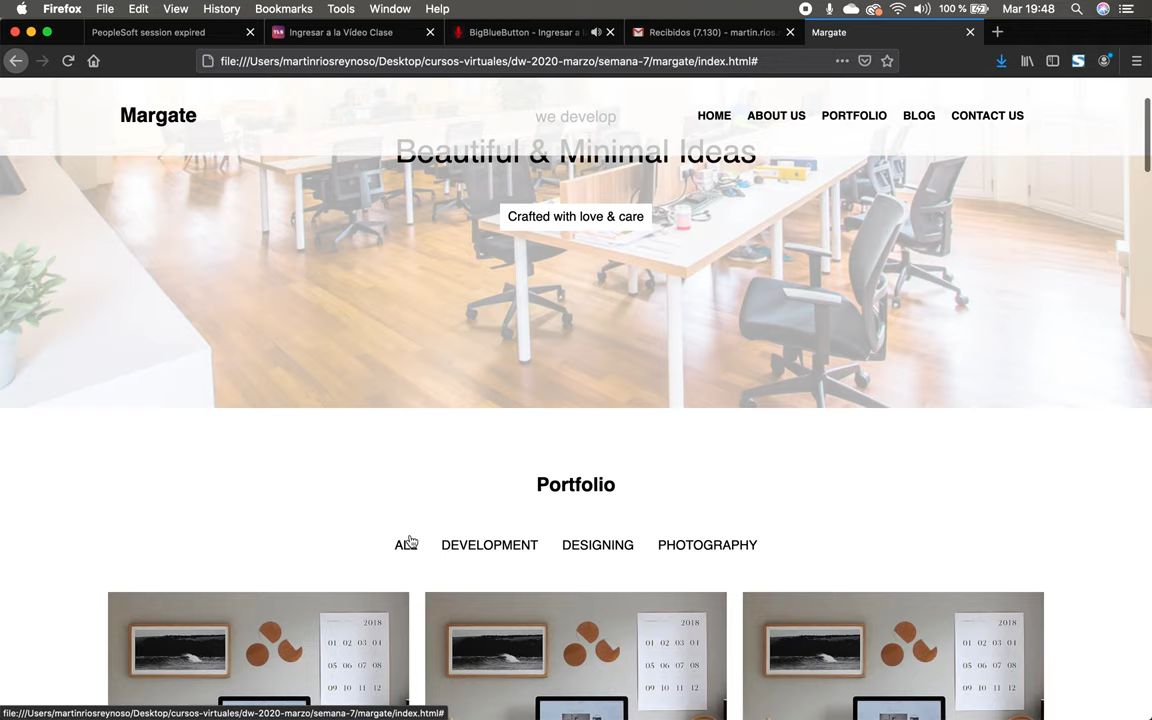 Firefox File Edit View History Bookmarks Tools Window Help 100 % Mar 19:48
PeopleSoft session expired
Ingresar a la Vídeo Clase
BigBlueButton - Ingresar a l
Recibidos (7.130) - martin.rios.r
Margate
file:///Users/martinriosreynoso/Desktop/cursos-virtuales/dw-2020-marzo/semana-7/margate/index.html#
Margate
HOME ABOUT US PORTFOLIO BLOG CONTACT US
we develop
Beautiful & Minimal Ideas
Crafted with love & care
Portfolio
ALL DEVELOPMENT DESIGNING PHOTOGRAPHY
2018 2018 2018
01 02 03 04 01 02 03 04 01 02 03 04
05 06 07 08 05 06 07 08 05 06 07 08
09 10 11 12 09 10 11 12 09 10 11 12
file:///Users/martinriosreynoso/Desktop/cursos-virtuales/dw-2020-marzo/semana-7/margate/index.html#